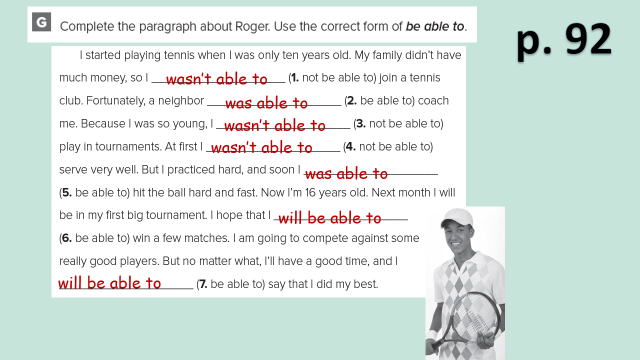 G Complete the paragraph about Roger. Use the correct form of be able to.
p. 92
I started playing tennis when I was only ten years old. My family didn't have
much money, so I wasn't able to (1. not be able to) join a tennis
club. Fortunately, a neighbor was able to (2. be able to) coach
me. Because I was so young, I wasn't able to (3. not be able to)
play in tournaments. At first I wasn't able to (4. not be able to)
serve very well. But I practiced hard, and soon I was able to
(5. be able to) hit the ball hard and fast. Now I'm 16 years old. Next month I will
be in my first big tournament. I hope that I will be able to
(6. be able to) win a few matches. I am going to compete against some
really good players. But no matter what, I'll have a good time, and I
will be able to (7. be able to) say that I did my best.